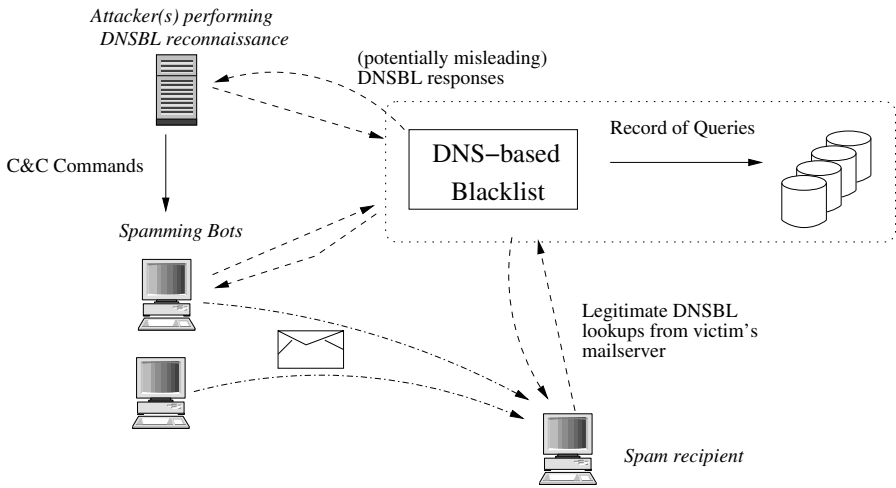 Attacker(s) performing
DNSBL reconnaissance
(potentially misleading)
DNSBL responses
C&C Commands
DNS−based
Blacklist
Record of Queries
Spamming Bots
Legitimate DNSBL
lookups from victim's
mailserver
Spam recipient